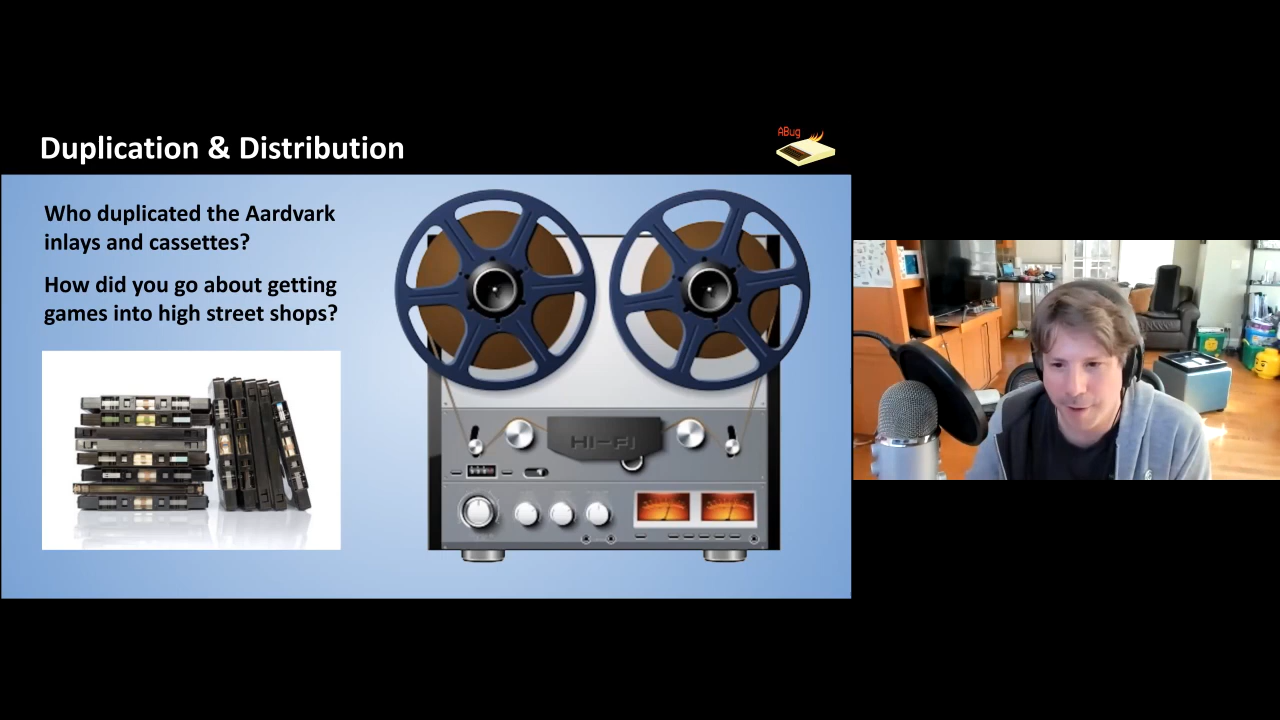 Duplication & Distribution
ABug
Who duplicated the Aardvark
inlays and cassettes?
How did you go about getting
games into high street shops?
HI-FI